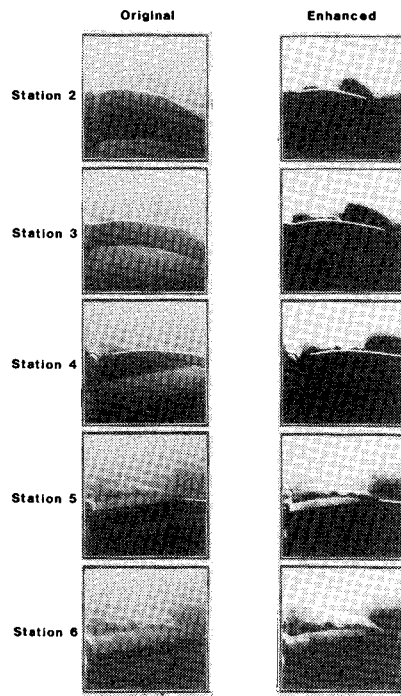 Original Enhanced
Station 2
Station 3
Station 4
Station 5
Station 6